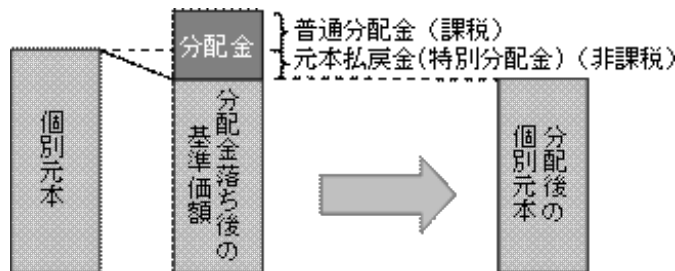 分配金
普通分配金（課税）
元本払戻金(特別分配金)（非課税）
個別元本
分配金落ち後の
基準価額
分配後の
個別元本